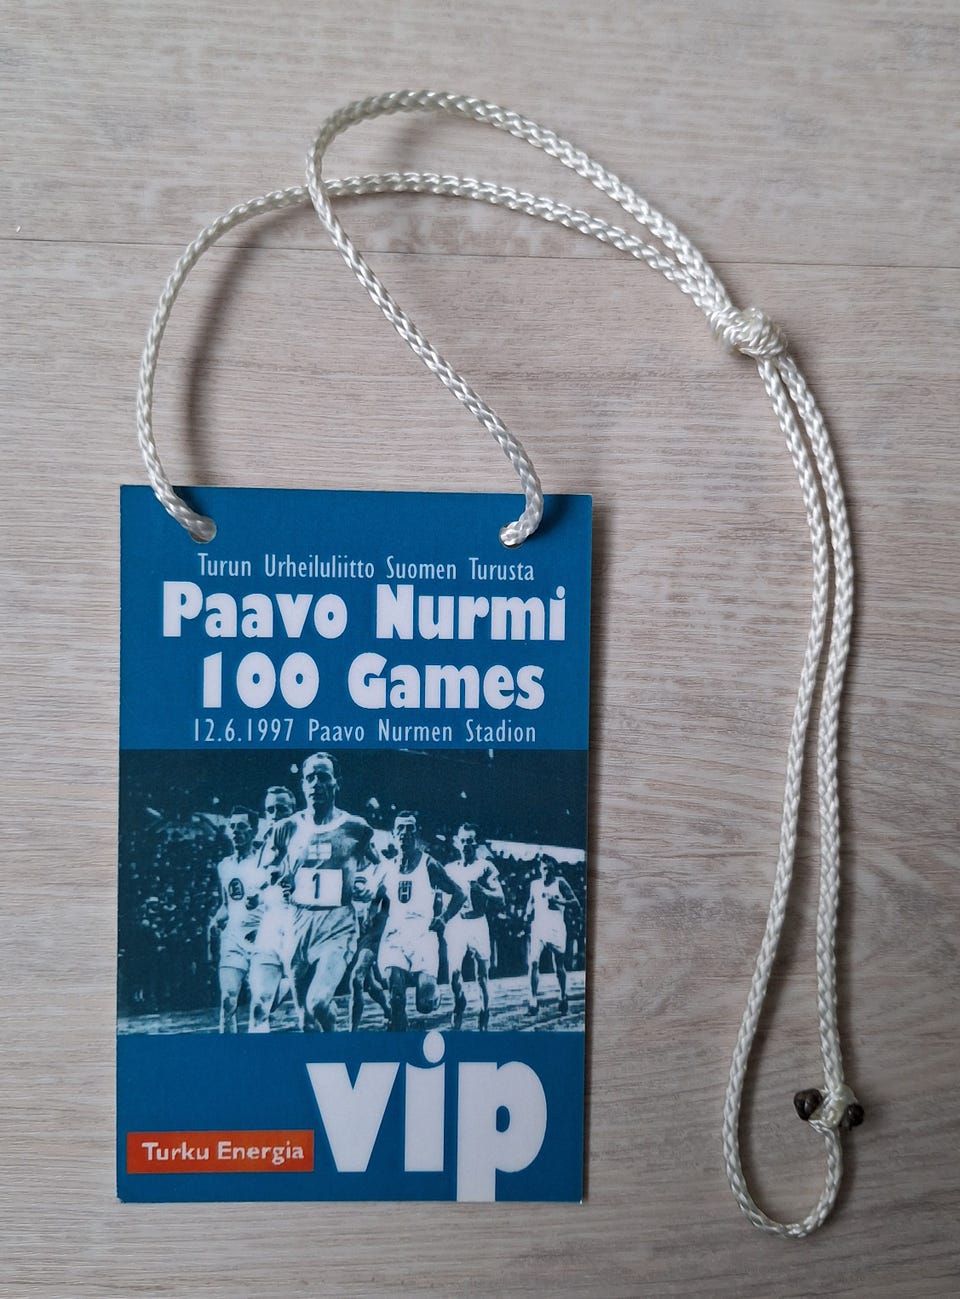 Turun Urheiluliitto Suomen Turusta
Paavo Nurmi
100 Games
12.6.1997 Paavo Nurmen Stadion
1
H
vip
Turku Energia